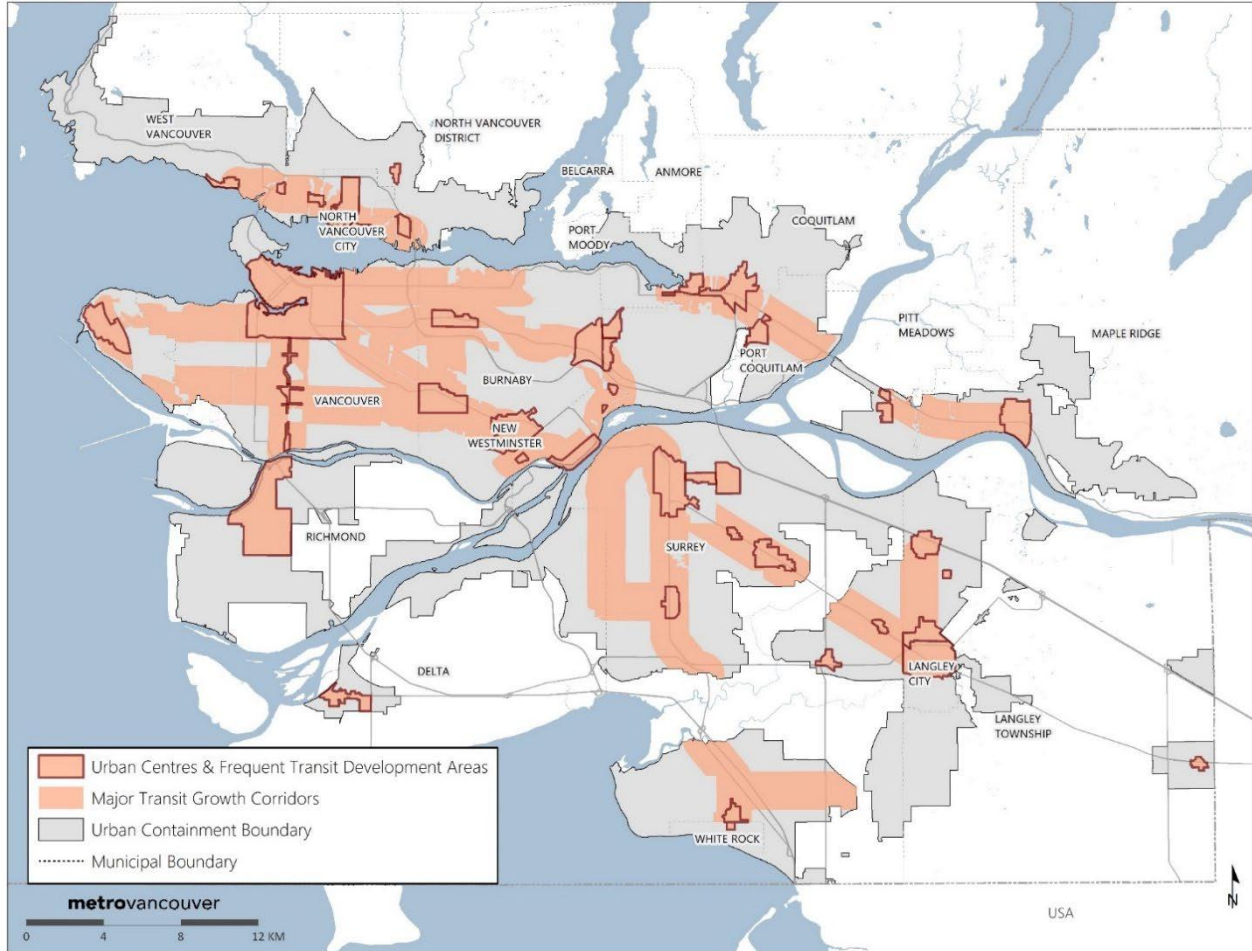 WEST
VANCOUVER
NORTH VANCOUVER
DISTRICT
BELCARRA
ANMORE
NORTH
VANCOUVER
CITY
PORT
MOODY
COQUITLAM
PITT
MEADOWS
MAPLE RIDGE
PORT
COQUITLAM
BURNABY
VANCOUVER
NEW
WESTMINSTER
RICHMOND
SURREY
DELTA
LANGLEY
CITY
LANGLEY
TOWNSHIP
WHITE ROCK
USA
N
Urban Centres & Frequent Transit Development Areas
Major Transit Growth Corridors
Urban Containment Boundary
Municipal Boundary
metrovancouver
0 4 8 12 KM